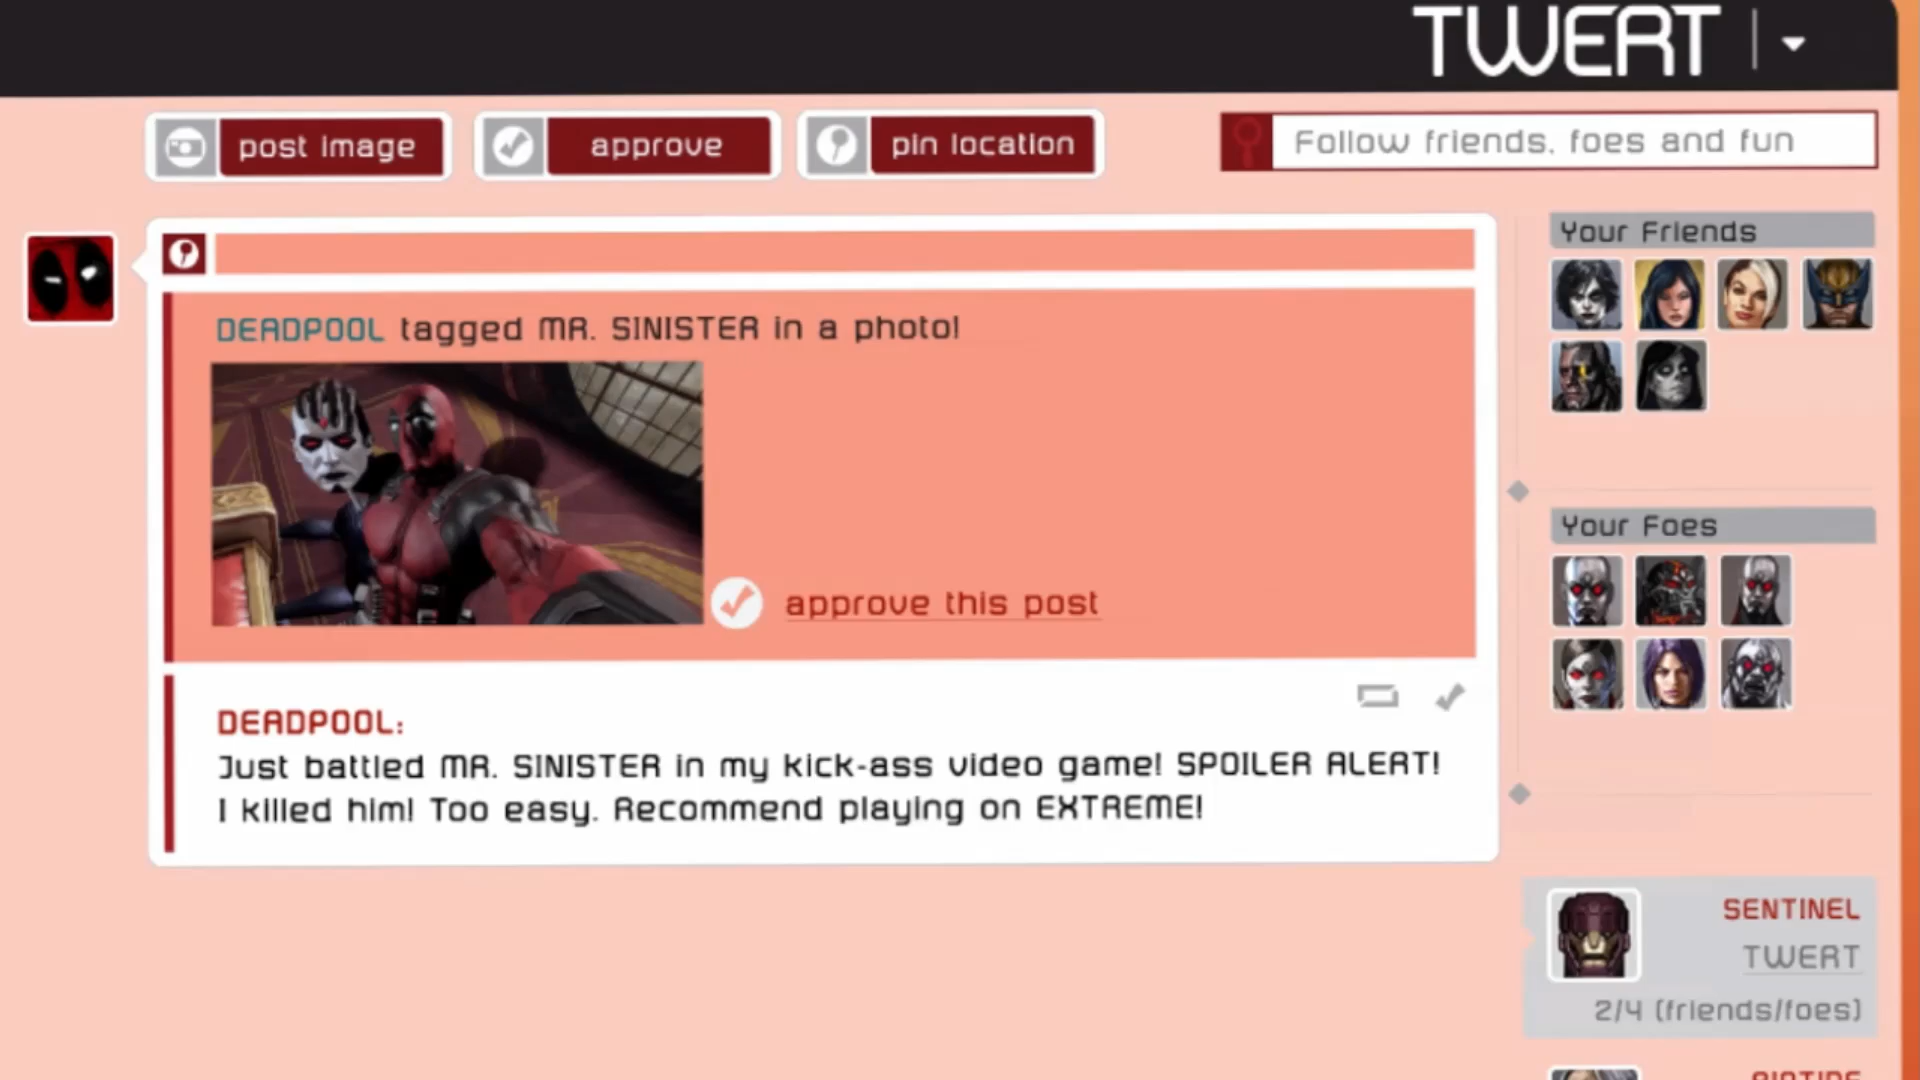 TWERT
post image
approve
pin location
Follow friends, foes and fun
Your Friends
DEADPOOL tagged MR. SINISTER in a photo!
approve this post
Your Foes
DEADPOOL:
Just battled MR. SINISTER in my kick-ass video game! SPOILER ALERT!
I killed him! Too easy. Recommend playing on EXTREME!
SENTINEL
TWERT
2/4 (friends/foes)